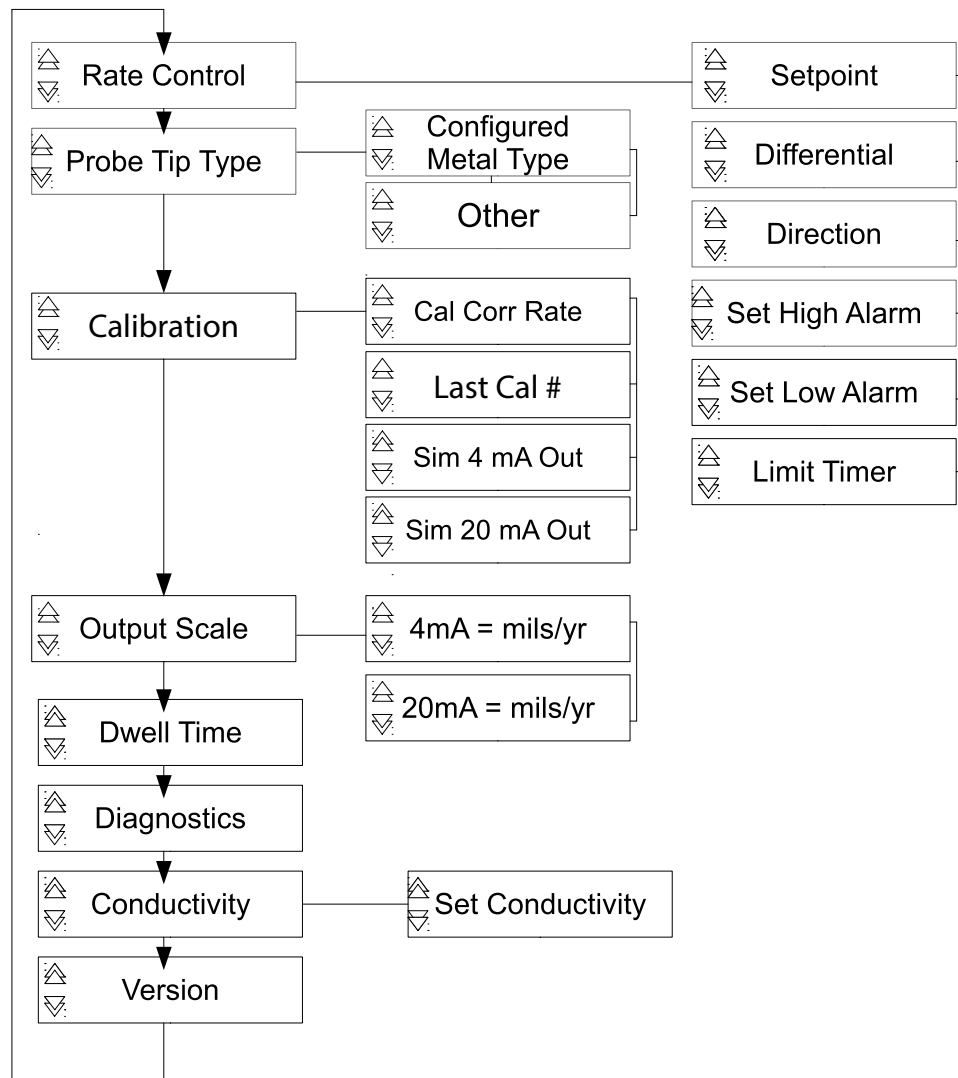 Rate Control
Setpoint
Probe Tip Type
Configured
Metal Type
Other
Differential
Direction
Calibration
Cal Corr Rate
Last Cal #
Sim 4 mA Out
Sim 20 mA Out
Set High Alarm
Set Low Alarm
Limit Timer
Output Scale
4mA = mils/yr
20mA = mils/yr
Dwell Time
Diagnostics
Conductivity
Set Conductivity
Version